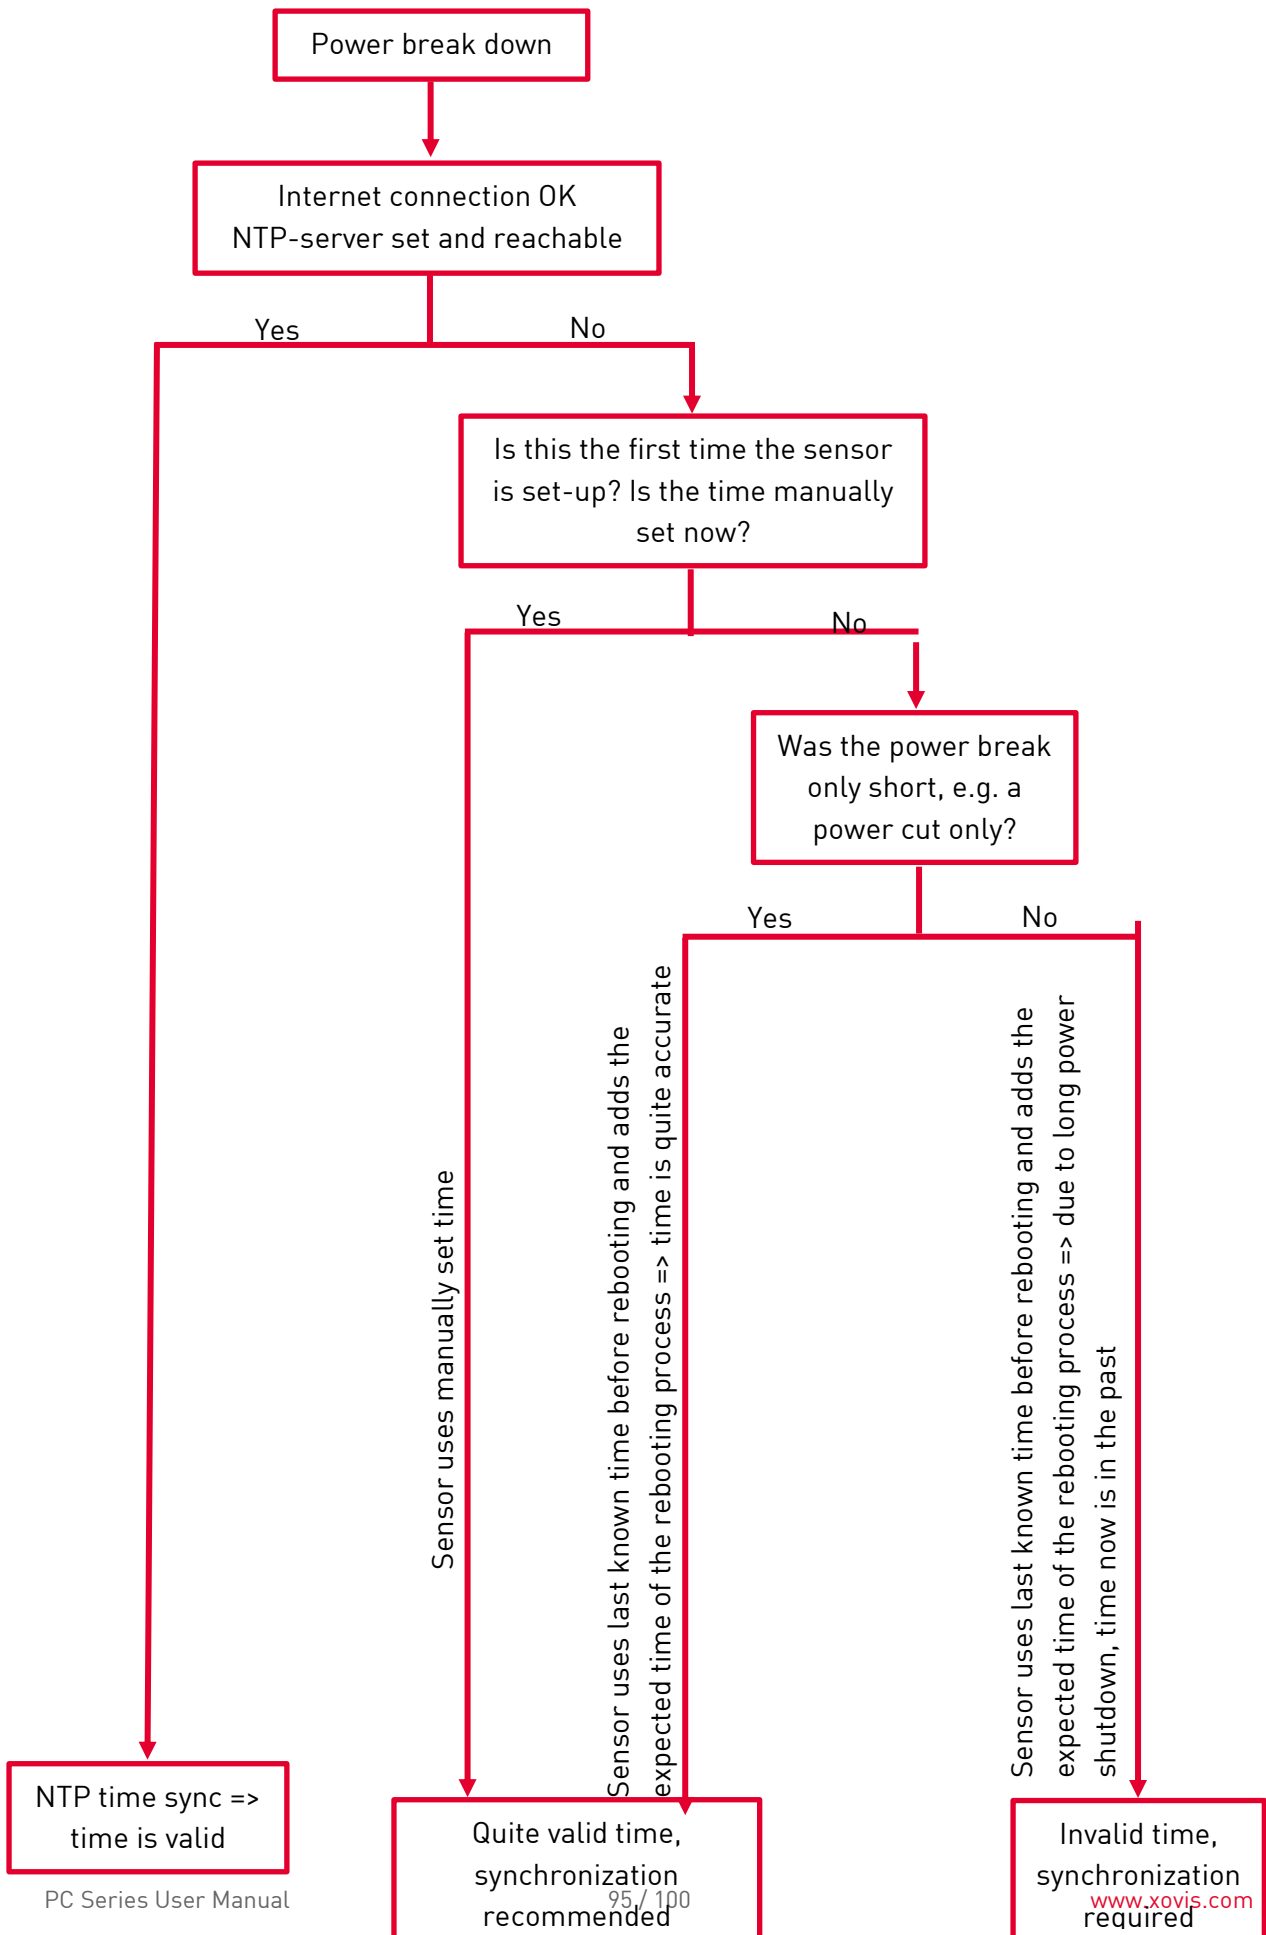 Power break down
Internet connection OK
NTP-server set and reachable
Yes
No
Is this the first time the sensor
is set-up? Is the time manually
set now?
Yes
No
Was the power break
only short, e.g. a
power cut only?
Yes
No
Sensor uses manually set time
Sensor uses last known time before rebooting and adds the
expected time of the rebooting process => time is quite accurate
Sensor uses last known time before rebooting and adds the
expected time of the rebooting process => due to long power
shutdown, time now is in the past
NTP time sync =>
time is valid
Quite valid time,
synchronization
recommended
Invalid time,
synchronization
required
PC Series User Manual
95 / 100
www.xovis.com